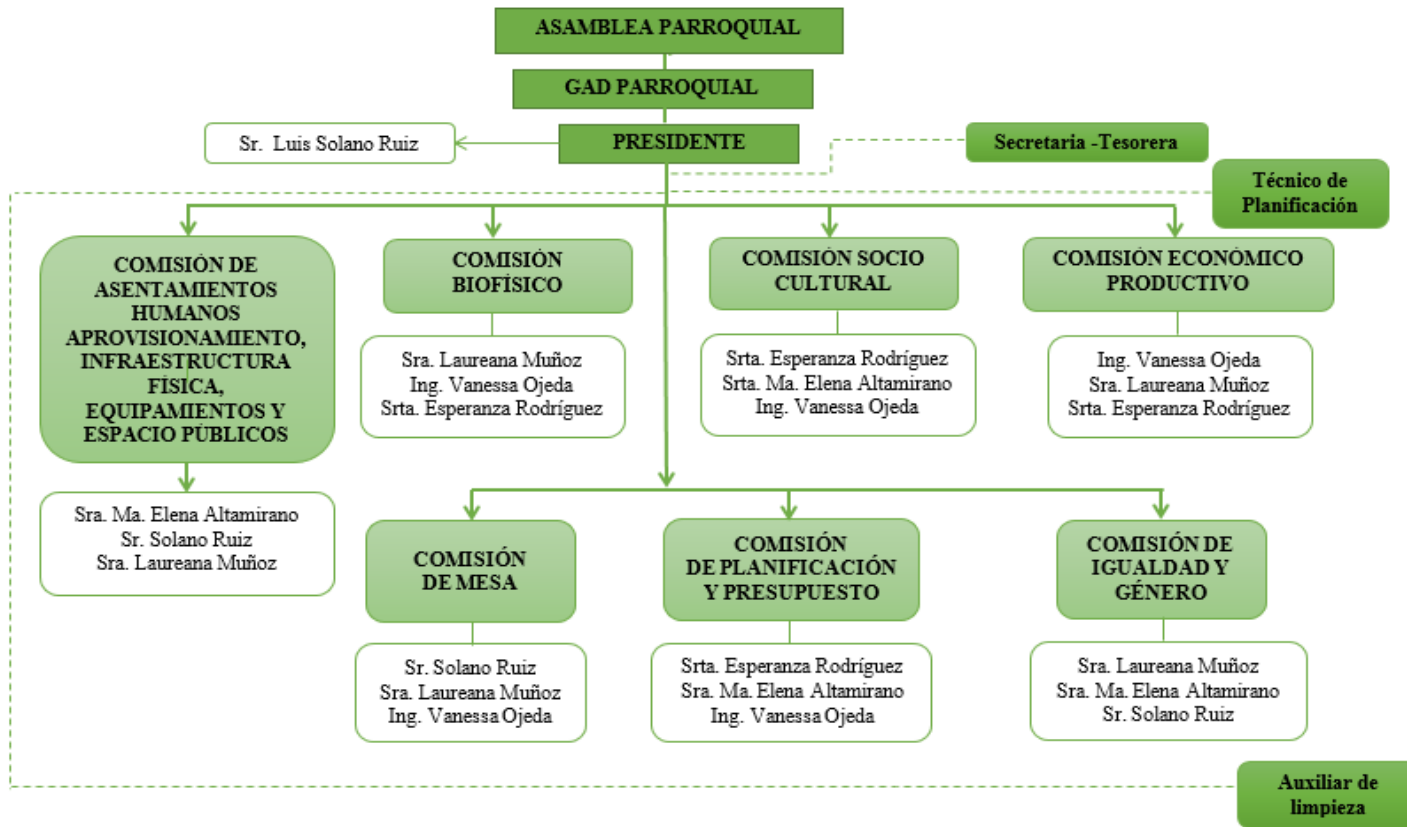 ASAMBLEA PARROQUIAL
GAD PARROQUIAL
PRESIDENTE
Sr. Luis Solano Ruiz
Secretaria -Tesorera
Técnico de
Planificación
COMISIÓN DE
ASENTAMIENTOS
HUMANOS
APROVISIONAMIENTO,
INFRAESTRUCTURA
FÍSICA,
EQUIPAMIENTOS Y
ESPACIO PÚBLICOS
Sra. Ma. Elena Altamirano
Sr. Solano Ruiz
Sra. Laureana Muñoz
COMISIÓN
BIOFÍSICO
Sra. Laureana Muñoz
Ing. Vanessa Ojeda
Srta. Esperanza Rodríguez
COMISIÓN SOCIO
CULTURAL
Srta. Esperanza Rodríguez
Srta. Ma. Elena Altamirano
Ing. Vanessa Ojeda
COMISIÓN ECONÓMICO
PRODUCTIVO
Ing. Vanessa Ojeda
Sra. Laureana Muñoz
Srta. Esperanza Rodríguez
COMISIÓN
DE MESA
Sr. Solano Ruiz
Sra. Laureana Muñoz
Ing. Vanessa Ojeda
COMISIÓN
DE PLANIFICACIÓN
Y PRESUPUESTO
Srta. Esperanza Rodríguez
Sra. Ma. Elena Altamirano
Ing. Vanessa Ojeda
COMISIÓN DE
IGUALDAD Y
GÉNERO
Sra. Laureana Muñoz
Sra. Ma. Elena Altamirano
Sr. Solano Ruiz
Auxiliar de
limpieza